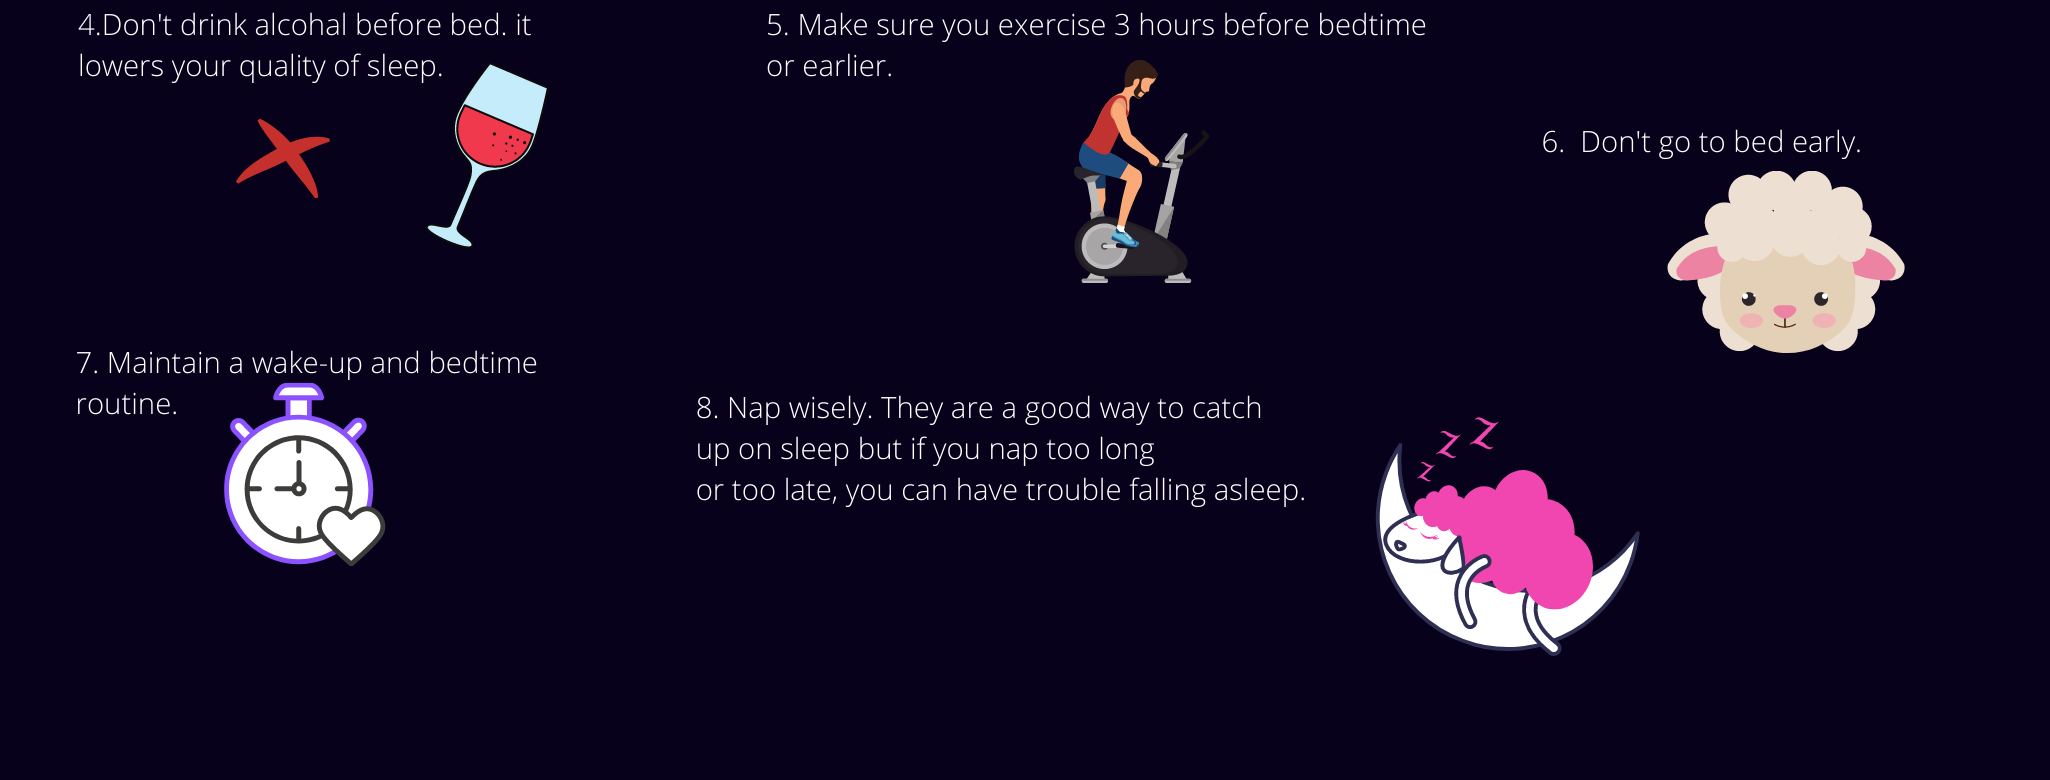 4.Don't drink alcohal before bed. it
lowers your quality of sleep.
5. Make sure you exercise 3 hours before bedtime
or earlier.
6.  Don't go to bed early.
7. Maintain a wake-up and bedtime
routine.
8. Nap wisely. They are a good way to catch
up on sleep but if you nap too long
or too late, you can have trouble falling asleep.
z z z